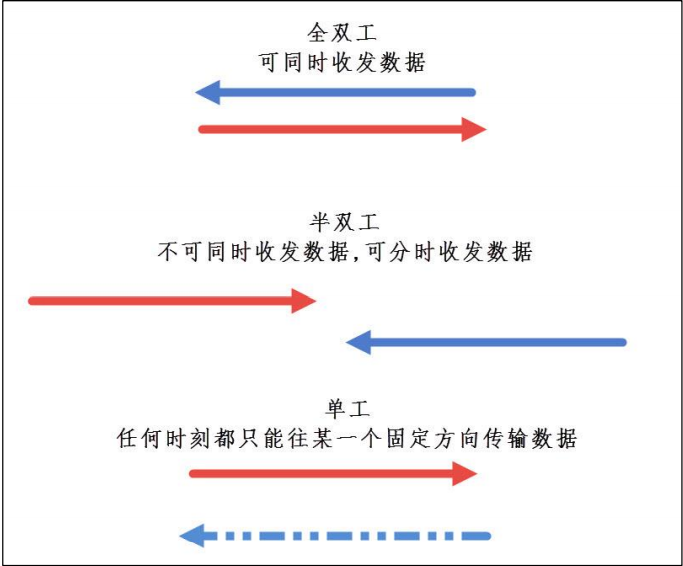 全双工
可同时收发数据
半双工
不可同时收发数据,可分时收发数据
单工
任何时刻都只能往某一个固定方向传输数据